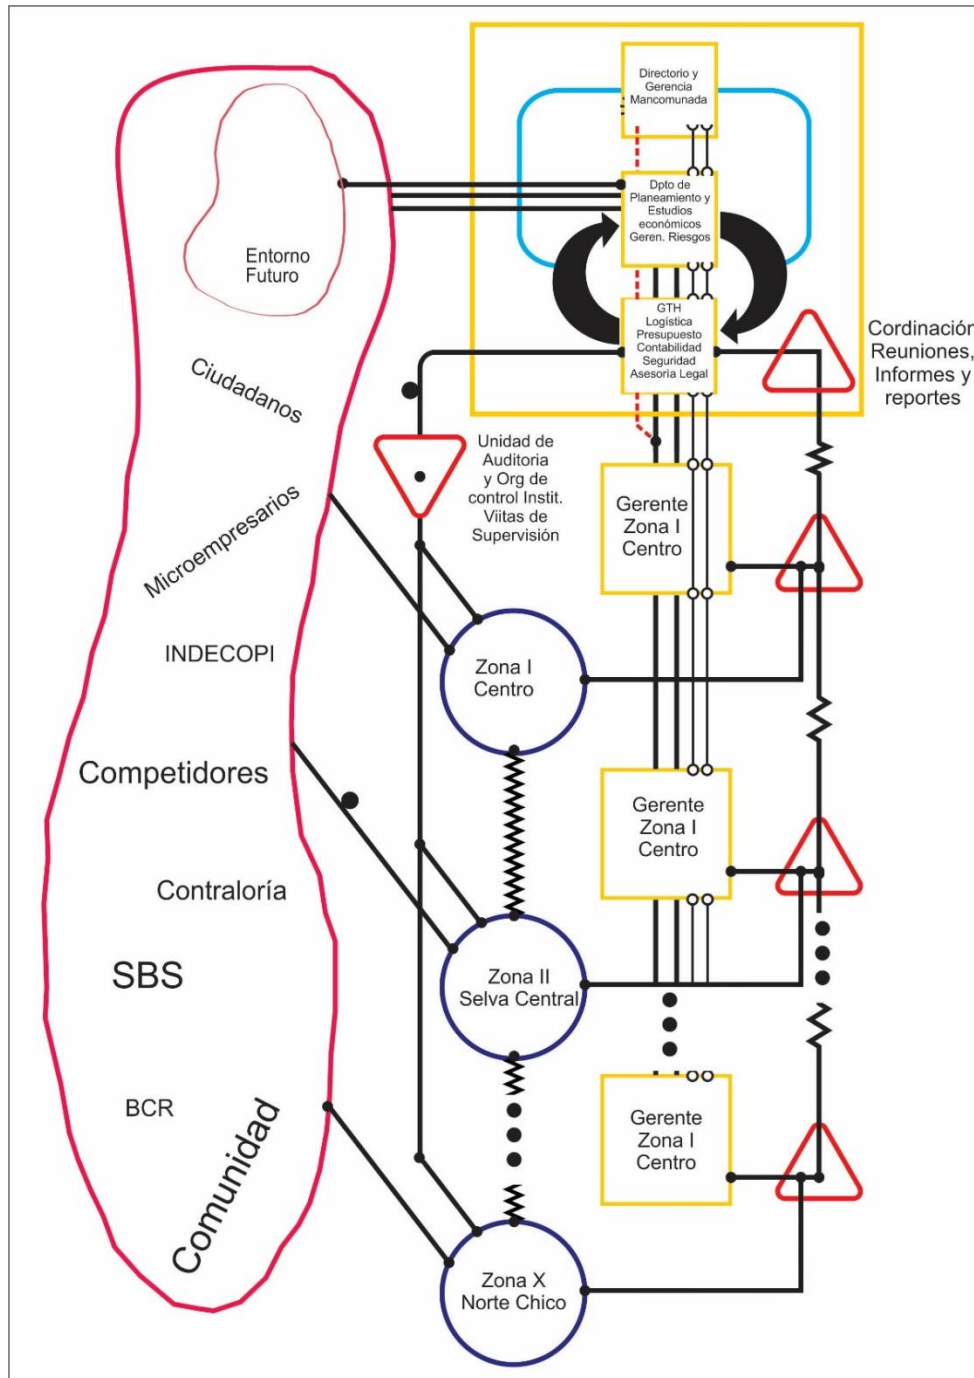 Directorio y
Gerencia
Mancomunada
Dpto de
Planeamiento y
Estudios
económicos
Geren. Riesgos
GTH
Logística
Presupuesto
Contabilidad
Seguridad
Asesoria Legal
Cordinación
Reuniones,
Informes y
reportes
Entorno
Futuro
Ciudadanos
Microempresarios
INDECOPI
Competidores
Contraloría
SBS
BCR
Comunidad
Unidad de
Auditoria
y Org de
control Instit.
Viitas de
Supervisión
Gerente
Zona I
Centro
Zona I
Centro
Gerente
Zona I
Centro
Zona II
Selva Central
Gerente
Zona I
Centro
Zona X
Norte Chico